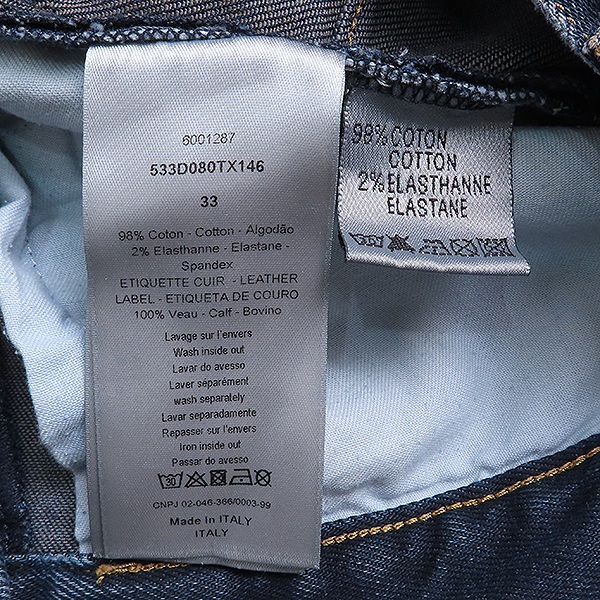 6001287
533D080TX146
33
98% Coton - Cotton - Algodão
2% Elasthanne - Elastane -
Spandex
ETIQUETTE CUIR - LEATHER
LABEL - ETIQUETA DE COURO
100% Veau - Calf - Bovino
Lavage sur l'envers
Wash inside out
Lavar do avesso
Laver séparément
wash separately
Lavar separadamente
Repasser sur l'envers
Iron inside out
Passar do avesso
30
CNPJ 02-046-366/0003-99
Made In ITALY
ITALY
98% COTON
COTTON
2% ELASTHANNE
ELASTANE